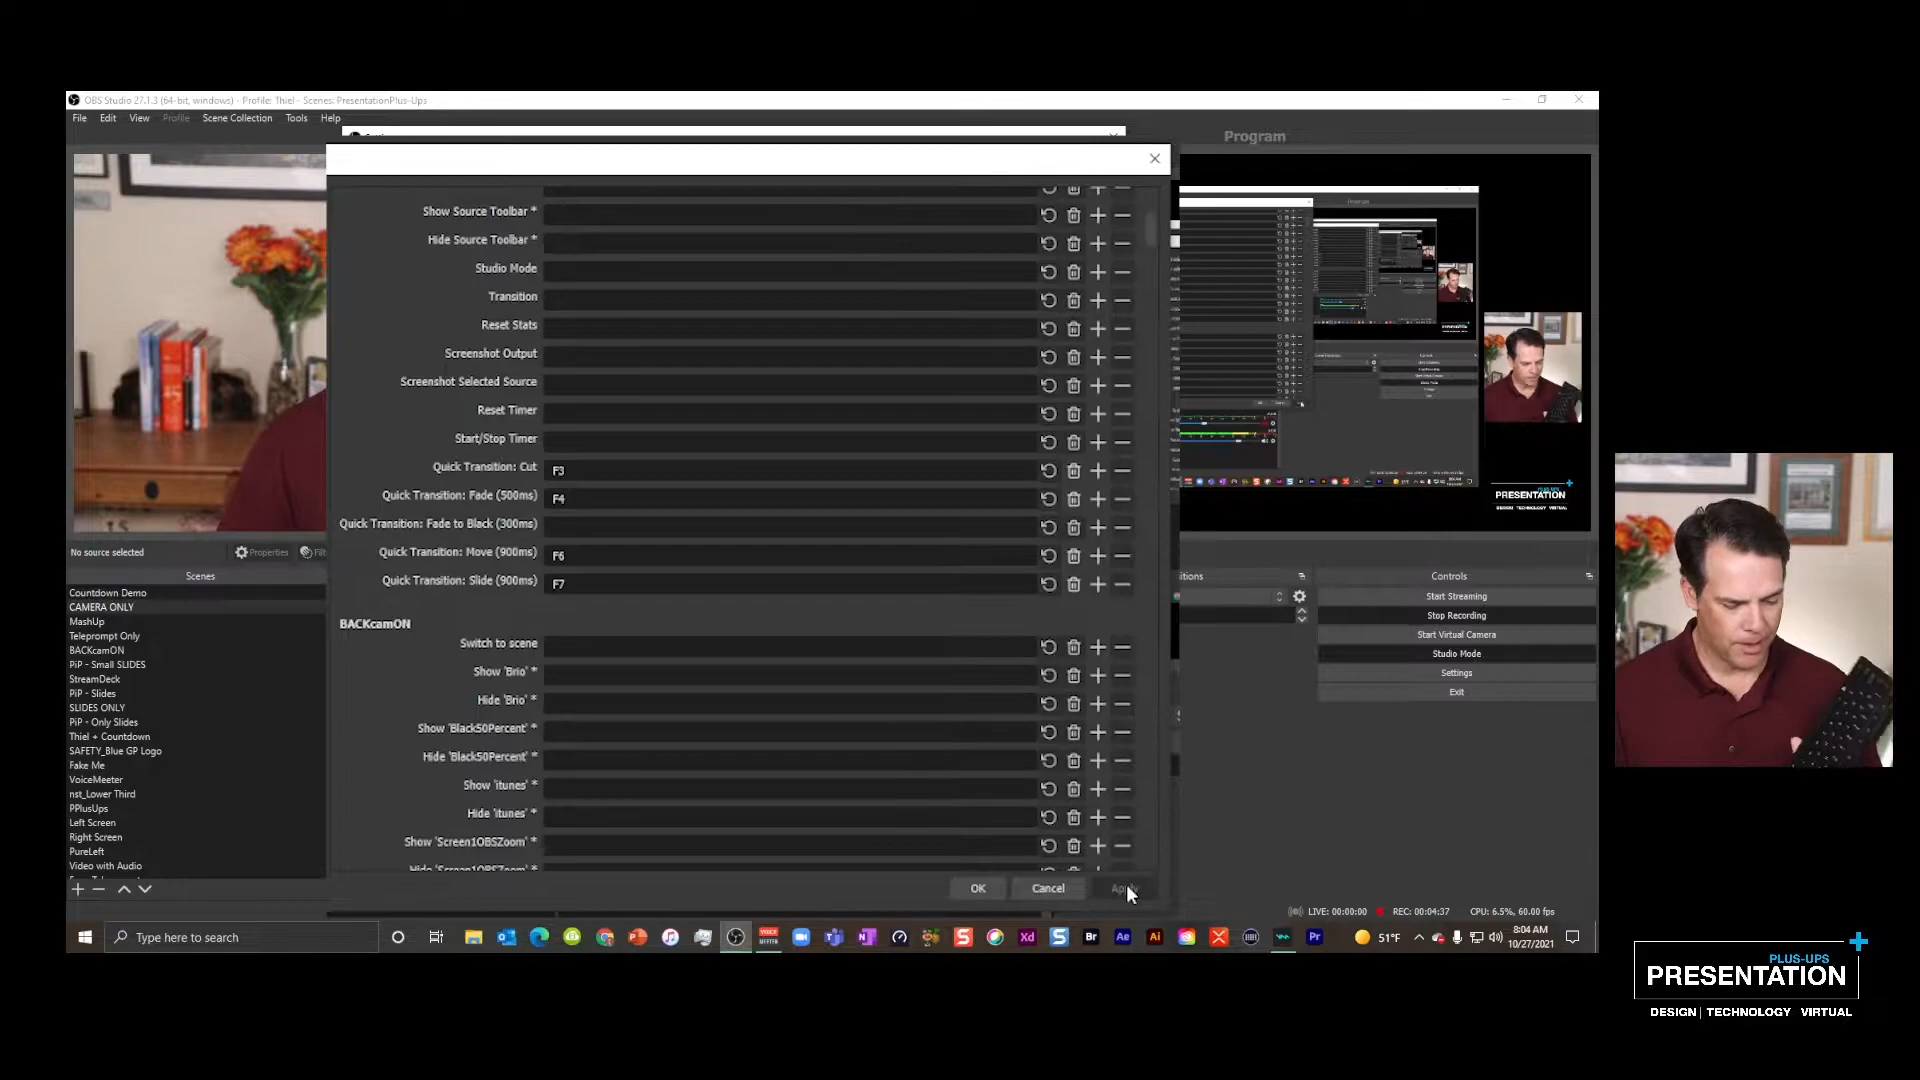 OBS Studio 27.1.3 (64-bit, windows) - Profile: Thiel - Scenes: PresentationPlus-Ups
File Edit View Profile Scene Collection Tools Help
Program
Show Source Toolbar *
Hide Source Toolbar *
Studio Mode
Transition
Reset Stats
Screenshot Output
Screenshot Selected Source
Reset Timer
Start/Stop Timer
Quick Transition: Cut F3
Quick Transition: Fade (500ms) F4
Quick Transition: Fade to Black (300ms)
Quick Transition: Move (900ms) F6
Quick Transition: Slide (900ms) F7
BACKcamON
Switch to scene
Show 'Brio' *
Hide 'Brio' *
Show 'Black50Percent' *
Hide 'Black50Percent' *
Show 'itunes' *
Hide 'itunes' *
Show 'Screen1OBSZoom' *
Hide 'Screen1OBSZoom' *
OK Cancel Apply
No source selected
Properties
Scenes
Countdown Demo
CAMERA ONLY
MashUp
Teleprompt Only
BACKcamON
PiP - Small SLIDES
StreamDeck
PiP - Slides
SLIDES ONLY
PiP - Only Slides
Thiel + Countdown
SAFETY_Blue GP Logo
Fake Me
VoiceMeeter
nst_Lower Third
PPlusUps
Left Screen
Right Screen
PureLeft
Video with Audio
Controls
Start Streaming
Stop Recording
Start Virtual Camera
Studio Mode
Settings
Exit
LIVE: 00:00:00 REC: 00:04:37 CPU: 6.5%, 60.00 fps
Type here to search
51°F
8:04 AM
10/27/2021
PLUS-UPS
PRESENTATION
DESIGN TECHNOLOGY VIRTUAL
PLUS-UPS
PRESENTATION
DESIGN | TECHNOLOGY VIRTUAL